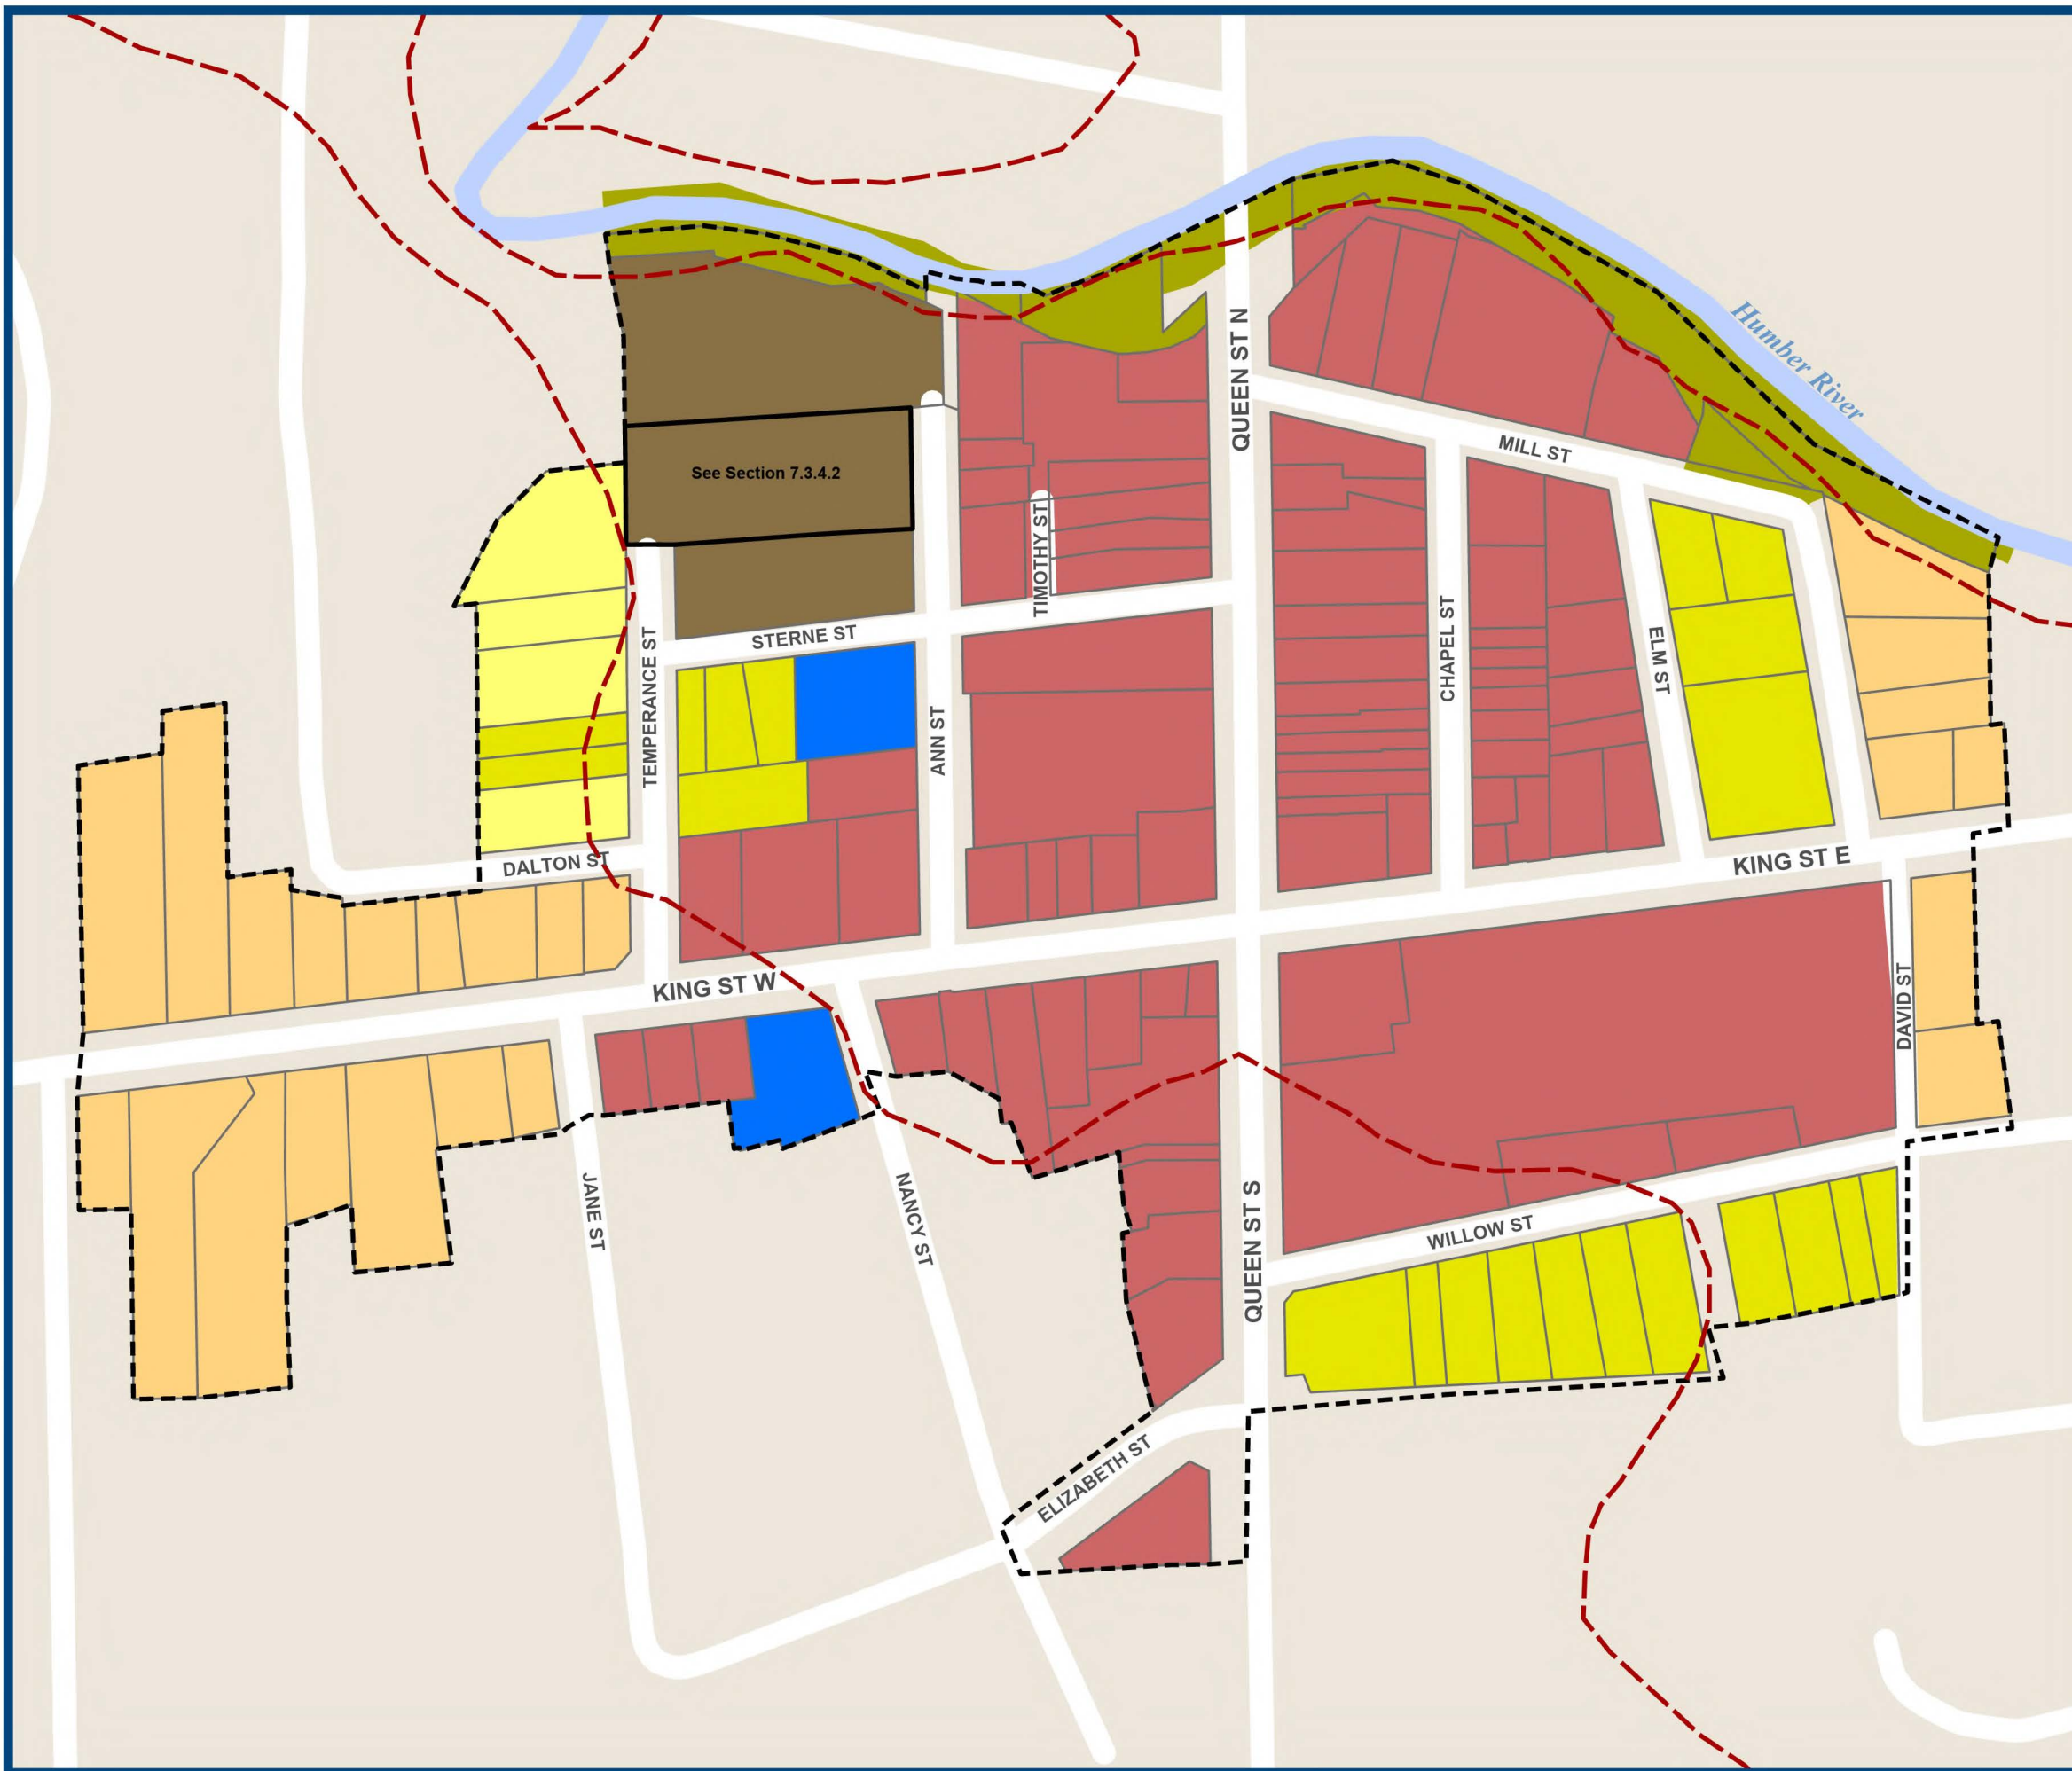 Humber River
QUEEN ST N
MILL ST
See Section 7.3.4.2
TIMOTHY ST
STERNE ST
TEMPERANCE ST
ANN ST
CHAPEL ST
ELM ST
DALTON ST
KING ST E
KING ST W
DAVID ST
JANE ST
NANCY ST
QUEEN ST S
WILLOW ST
ELIZABETH ST